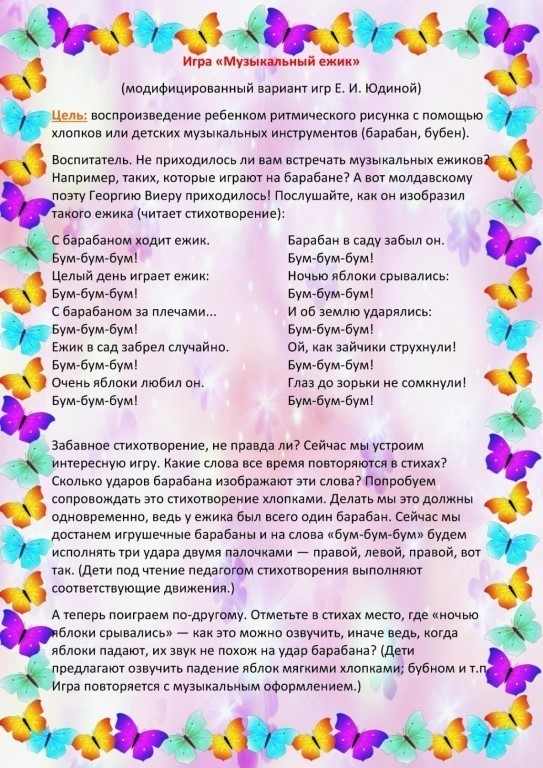 Игра «Музыкальный ежик»
(модифицированный вариант игр Е. И. Юдиной)
Цель: воспроизведение ребенком ритмического рисунка с помощью
хлопков или детских музыкальных инструментов (барабан, бубен).
Воспитатель. Не приходилось ли вам встречать музыкальных ежиков?
Например, таких, которые играют на барабане? А вот молдавскому
поэту Георгию Виеру приходилось! Послушайте, как он изобразил
такого ежика (читает стихотворение):
С барабаном ходит ежик.
Бум-бум-бум!
Целый день играет ежик:
Бум-бум-бум!
С барабаном за плечами...
Бум-бум-бум!
Ежик в сад забрел случайно.
Бум-бум-бум!
Очень яблоки любил он.
Бум-бум-бум!
Барабан в саду забыл он.
Бум-бум-бум!
Ночью яблоки срывались:
Бум-бум-бум!
И об землю ударялись:
Бум-бум-бум!
Ой, как зайчики струхнули!
Бум-бум-бум!
Глаз до зорьки не сомкнули!
Бум-бум-бум!
Забавное стихотворение, не правда ли? Сейчас мы устроим
интересную игру. Какие слова все время повторяются в стихах?
Сколько ударов барабана изображают эти слова? Попробуем
сопровождать это стихотворение хлопками. Делать мы это должны
одновременно, ведь у ежика был всего один барабан. Сейчас мы
достанем игрушечные барабаны и на слова «бум-бум-бум» будем
исполнять три удара двумя палочками — правой, левой, правой, вот
так. (Дети под чтение педагогом стихотворения выполняют
соответствующие движения.)
А теперь поиграем по-другому. Отметьте в стихах место, где «ночью
яблоки срывались» — как это можно озвучить, иначе ведь, когда
яблоки падают, их звук не похож на удар барабана? (Дети
предлагают озвучить падение яблок мягкими хлопками; бубном и т.п.
Игра повторяется с музыкальным оформлением.)